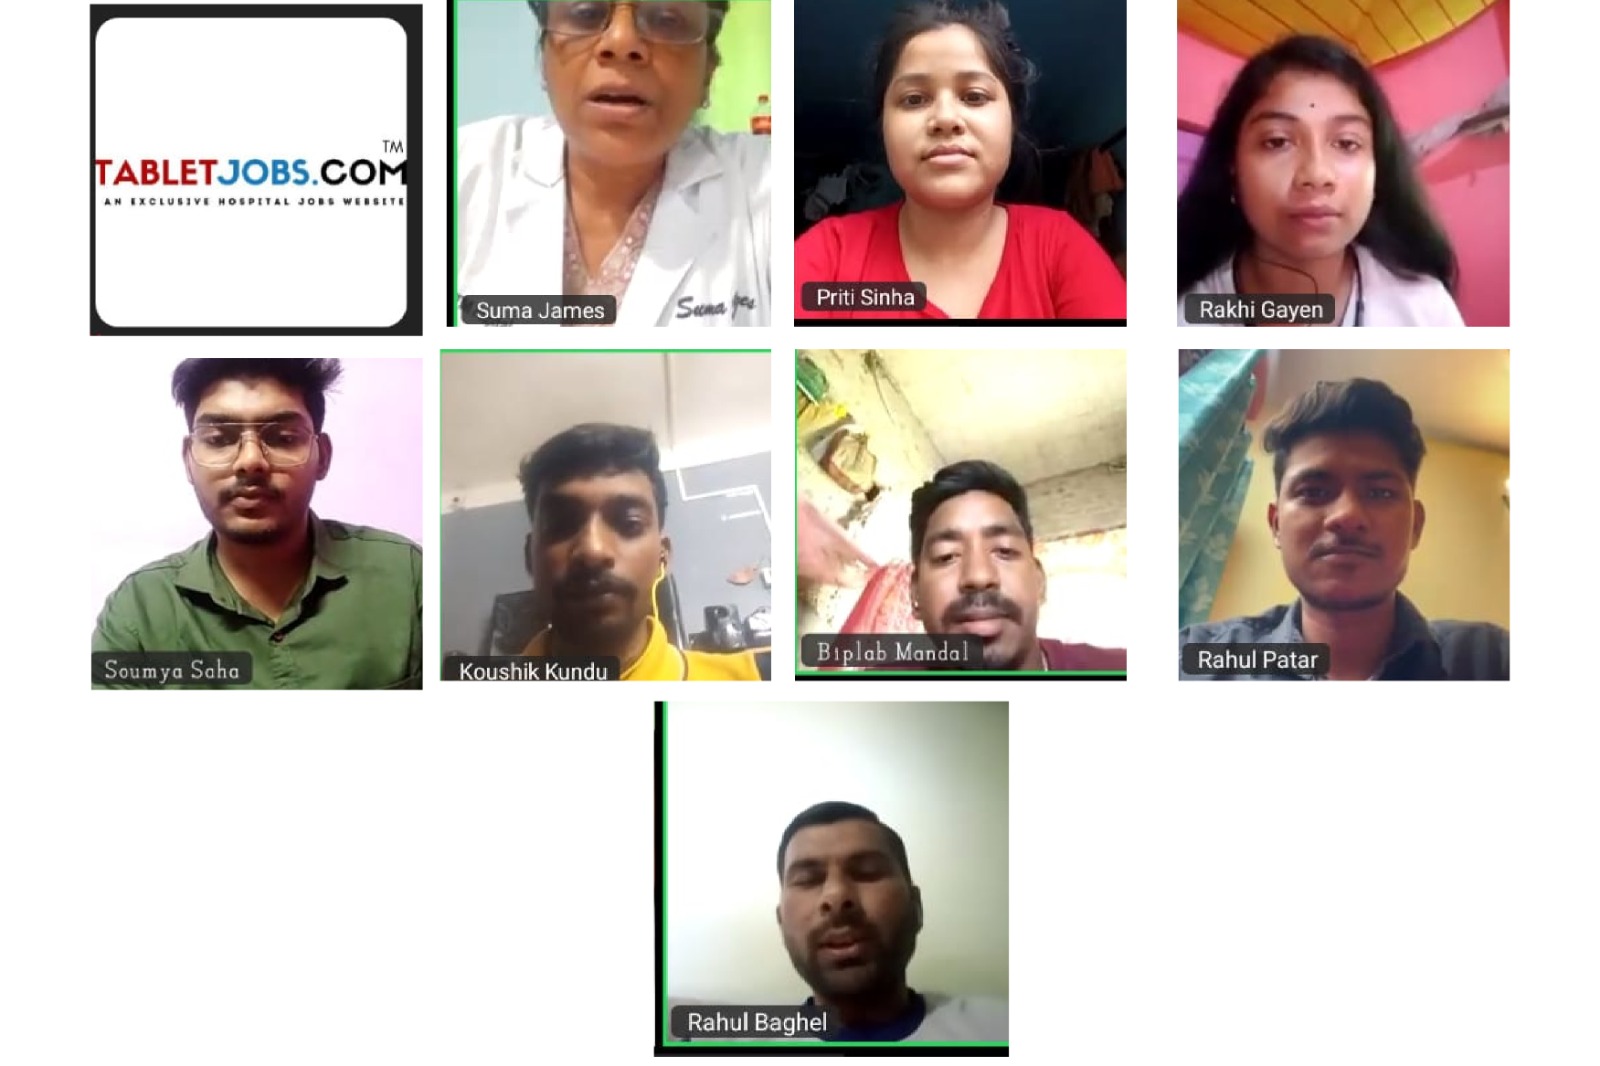 TM
TABLETJOBS.COM
AN EXCLUSIVE HOSPITAL JOBS WEBSITE
Suma James
Suma
Priti Sinha
Rakhi Gayen
Soumya Saha
Koushik Kundu
Biplab Mandal
Rahul Patar
Rahul Baghel